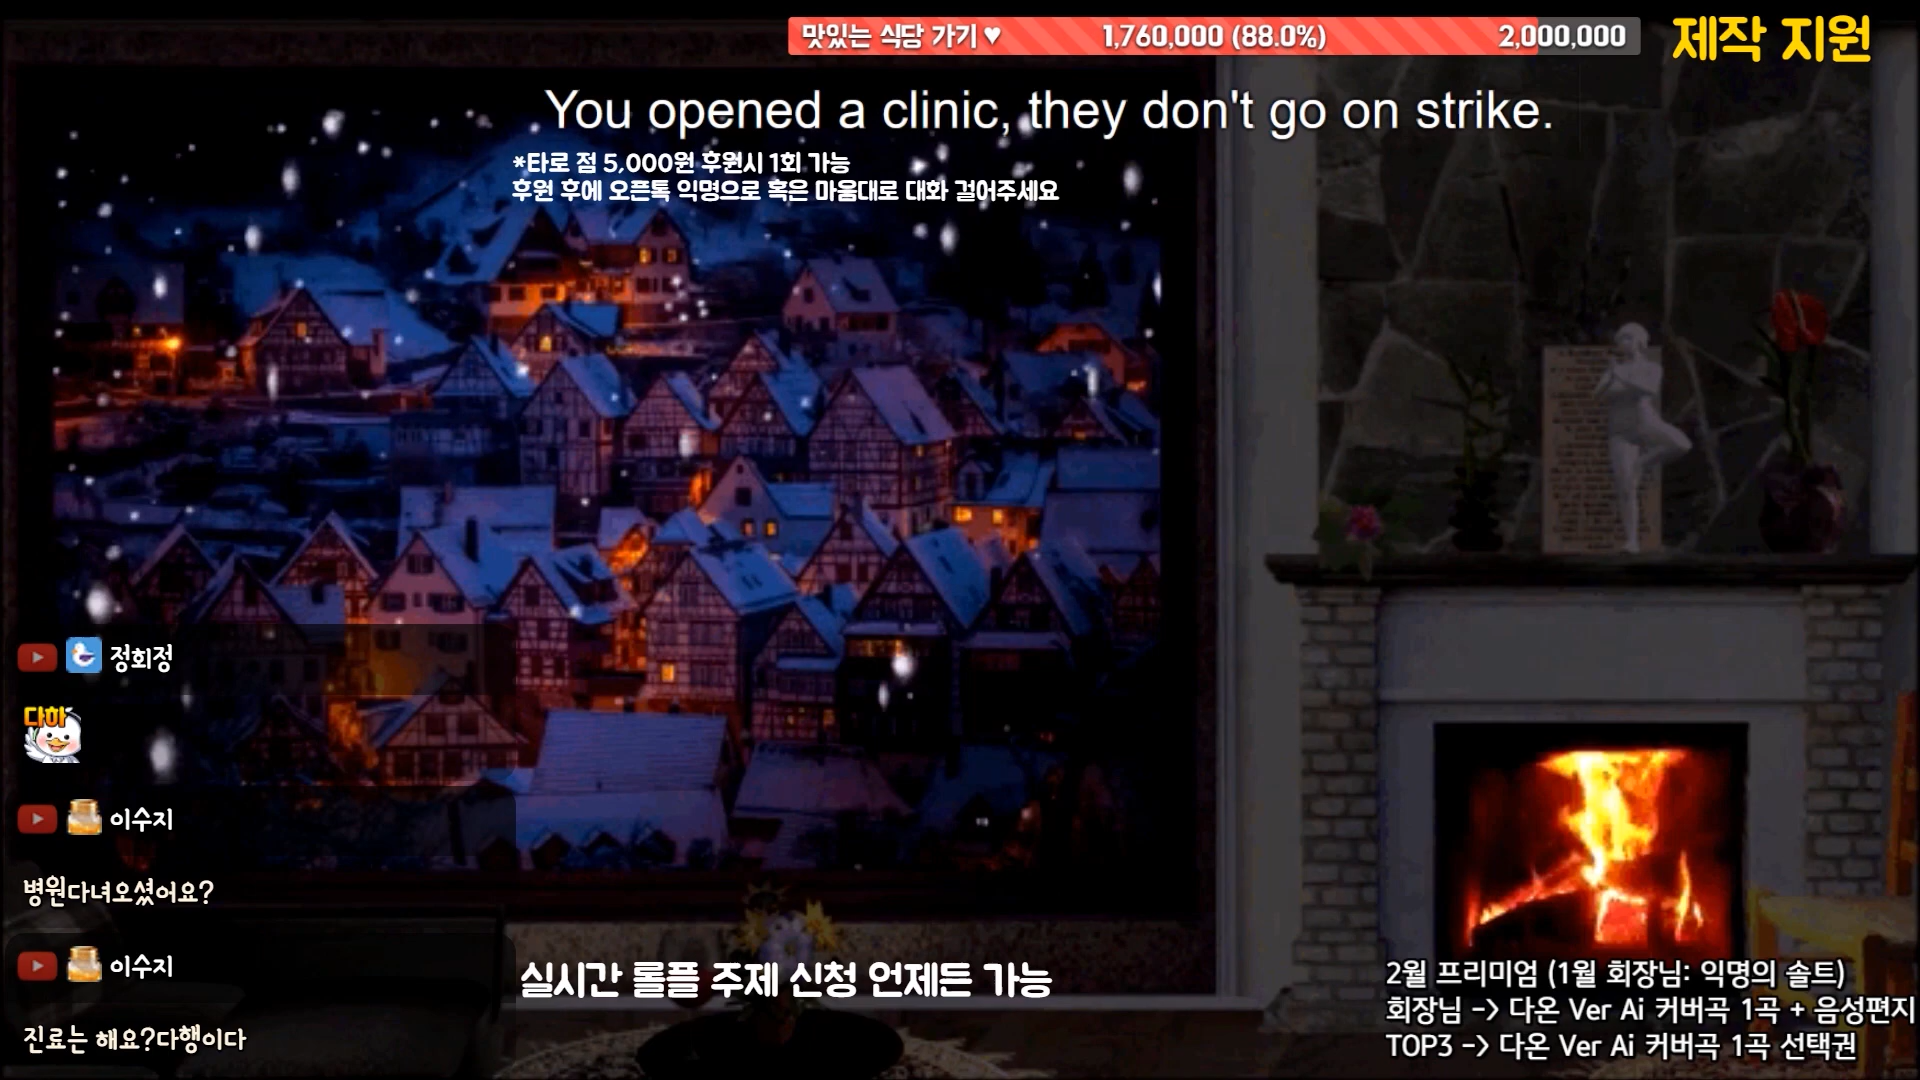 맛있는 식당 가기 ♥ 1,760,000 (88.0%) 2,000,000
제작 지원
You opened a clinic, they don't go on strike.
*타로 점 5,000원 후원시 1회 가능
후원 후에 오픈톡 익명으로 혹은 마음대로 대화 걸어주세요
정회정
다하
이수지
병원다녀오셨어요?
이수지
진료는 해요?다행이다
실시간 롤플 주제 신청 언제든 가능
2월 프리미엄 (1월 회장님: 익명의 솔트)
회장님 -> 다온 Ver Ai 커버곡 1곡 + 음성편지
TOP3 -> 다온 Ver Ai 커버곡 1곡 선택권